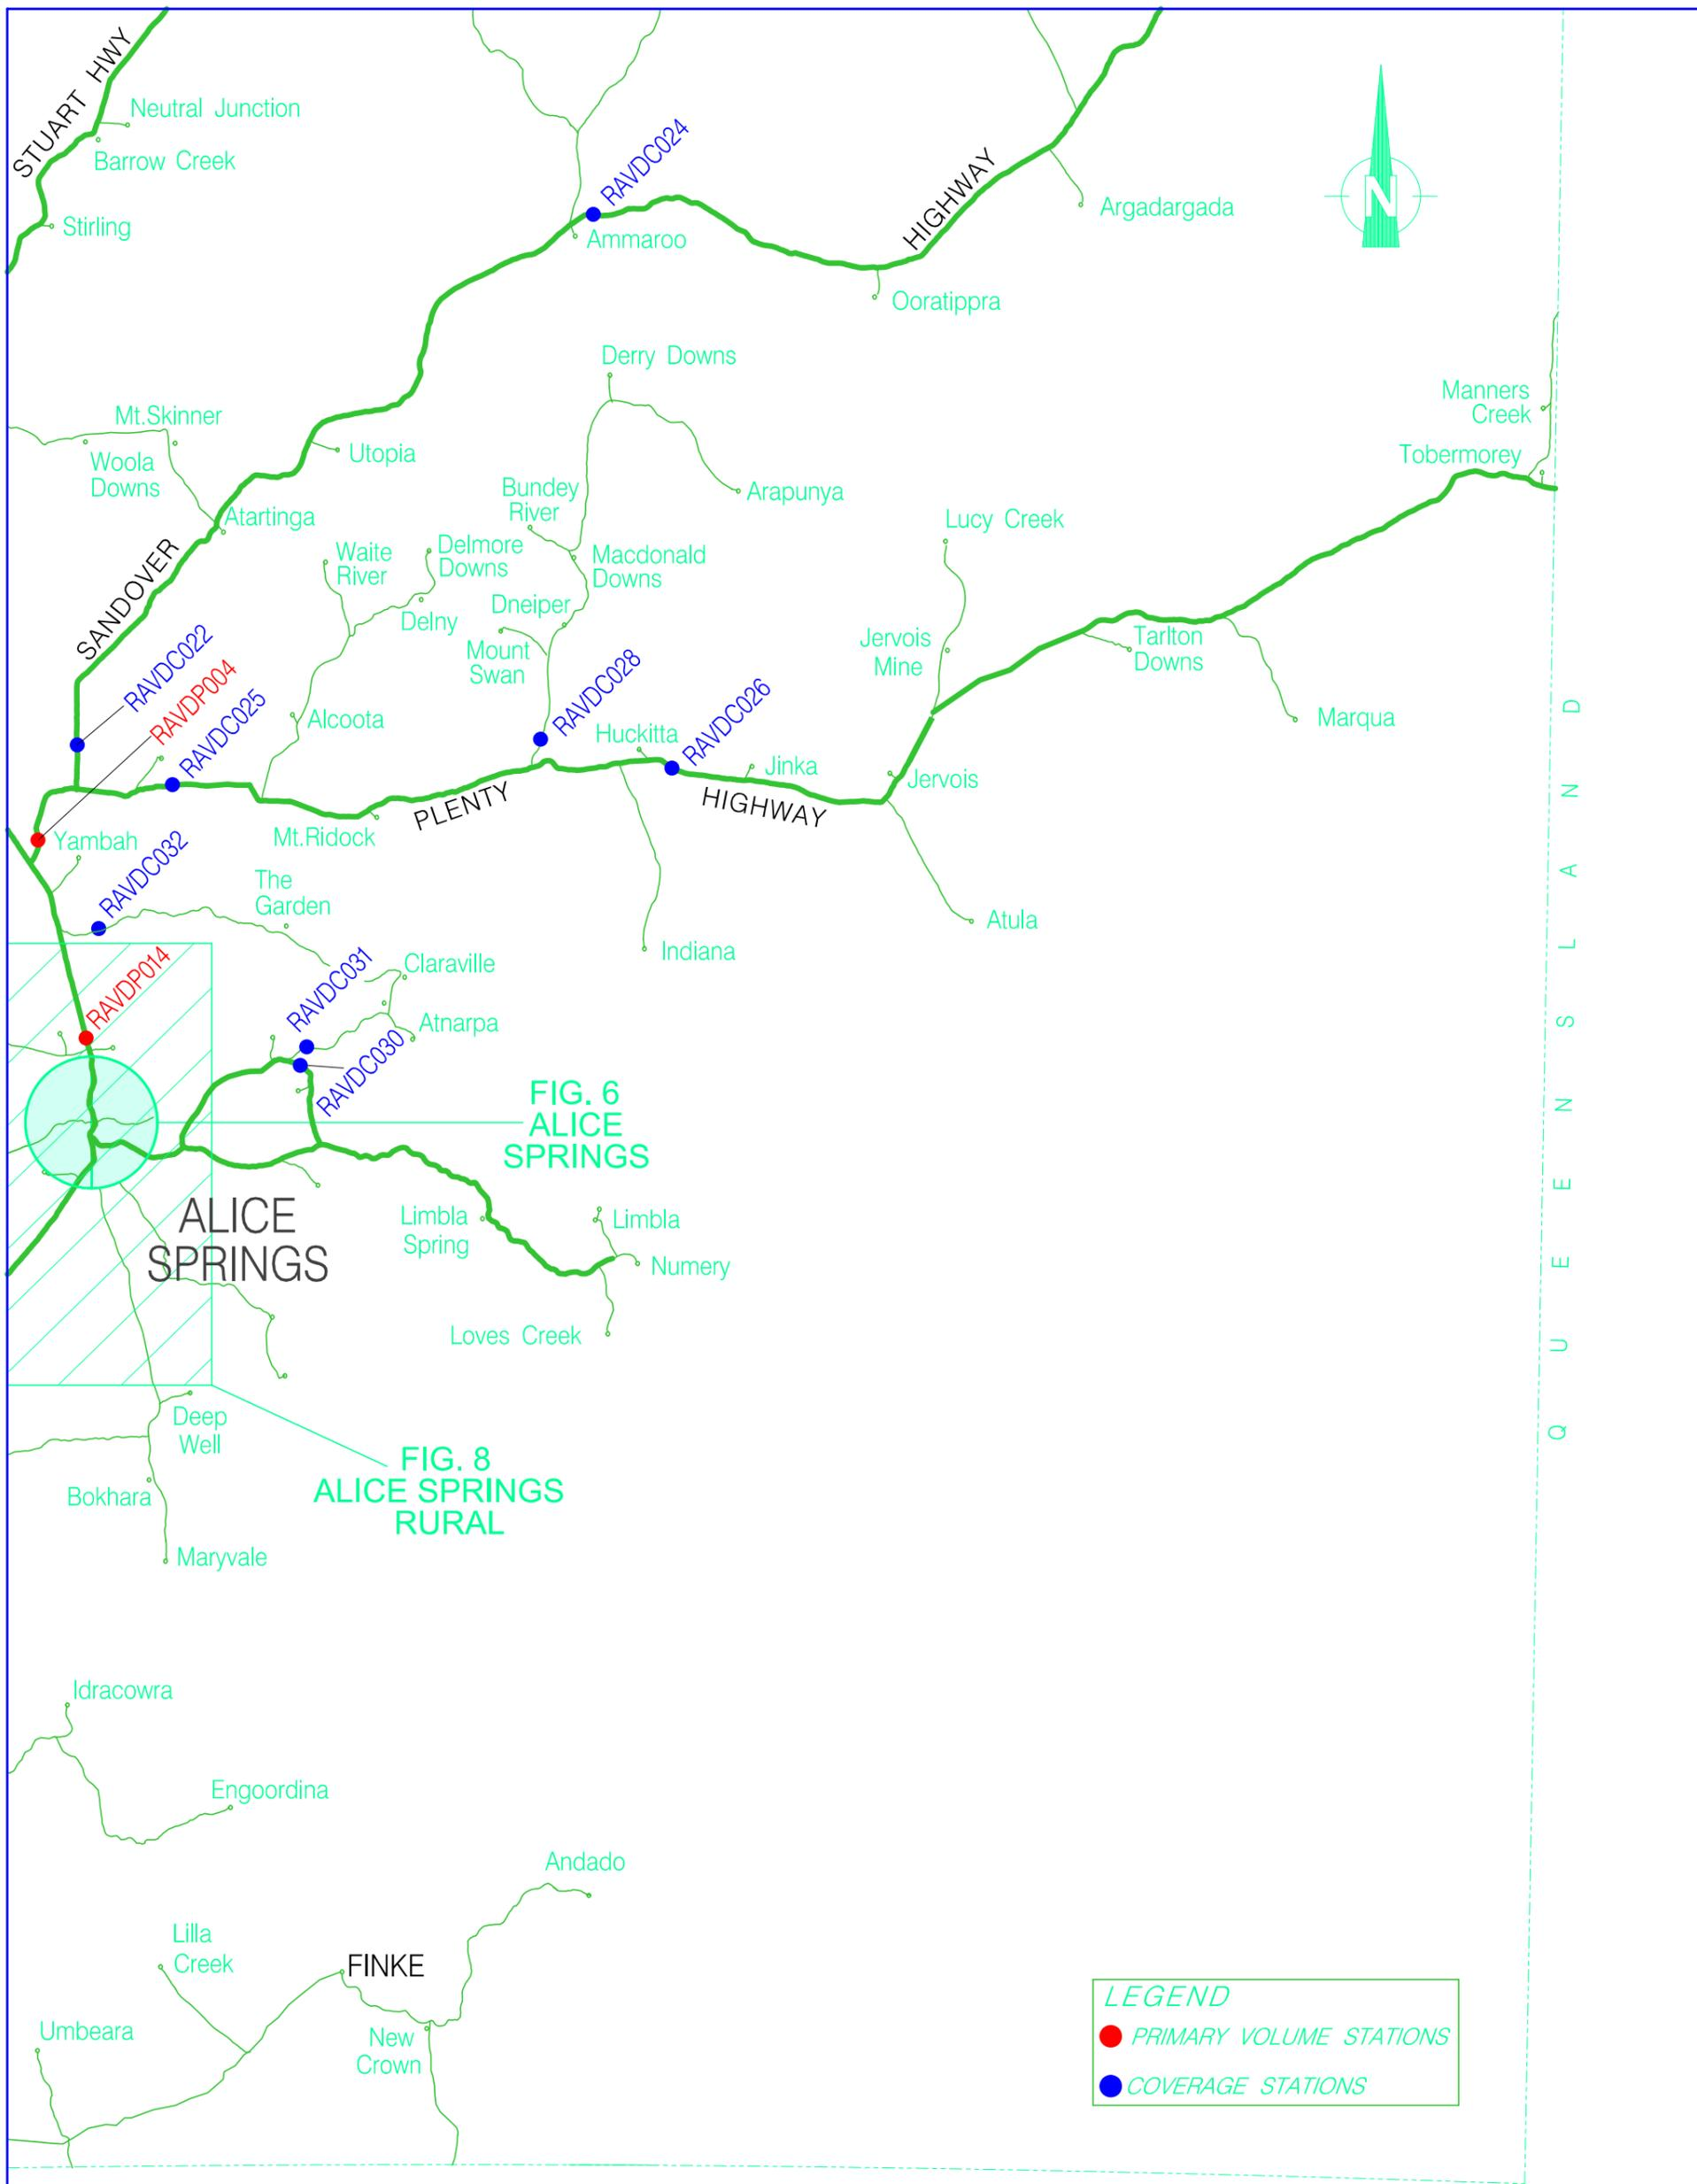 STUART HWY
Neutral Junction
Barrow Creek
Stirling
RAVDC024
Ammaroo
HIGHWAY
Argadargada
N
Ooratippra
Derry Downs
Manners
Creek
Mt.Skinner
Woola
Downs
Utopia
Tobermorey
Arapunya
Bundey
River
Atartinga
Lucy Creek
SANDOVER
Waite
River
Delmore
Downs
Macdonald
Downs
Delny
Dneiper
Mount
Swan
Jervois
Mine
Tarlton
Downs
Marqua
RAVDC022
RAVDP004
RAVDC025
Alcoota
RAVDC028
Huckitta
RAVDC026
Jinka
Jervois
PLENTY
HIGHWAY
Mt.Ridock
Yambah
RAVDC032
The
Garden
Indiana
Atula
RAVDP014
RAVDC031
Claraville
Atnarpa
RAVDC030
FIG. 6
ALICE
SPRINGS
ALICE
SPRINGS
Limbla
Spring
Limbla
Numery
Loves Creek
QUEENSLAND
Deep
Well
FIG. 8
ALICE SPRINGS
RURAL
Bokhara
Maryvale
Idracowra
Engoordina
Andado
Lilla
Creek
FINKE
Umbeara
New
Crown
LEGEND
PRIMARY VOLUME STATIONS
COVERAGE STATIONS